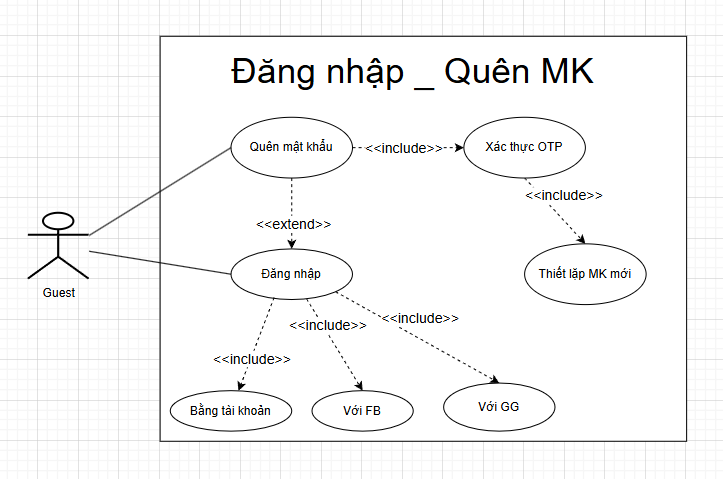 Đăng nhập _ Quên MK
Quên mật khẩu
<<include>>
Xác thực OTP
<<include>>
<<extend>>
Guest
Đăng nhập
Thiết lặp MK mới
<<include>>
<<include>>
<<include>>
Bằng tài khoản
Với FB
Với GG